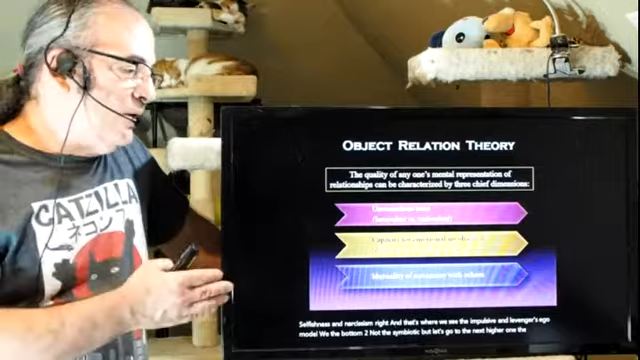 CATZILLA
ネコゴン
OBJECT RELATION THEORY
The quality of any one's mental representation of
relationships can be characterized by three chief dimensions:
Mutuality of autonomy with others
Selfishness and narcissism right And that's where we see the impulsive and levenger's ego
model We the bottom 2 Not the symbiotic but let's go to the next higher one the